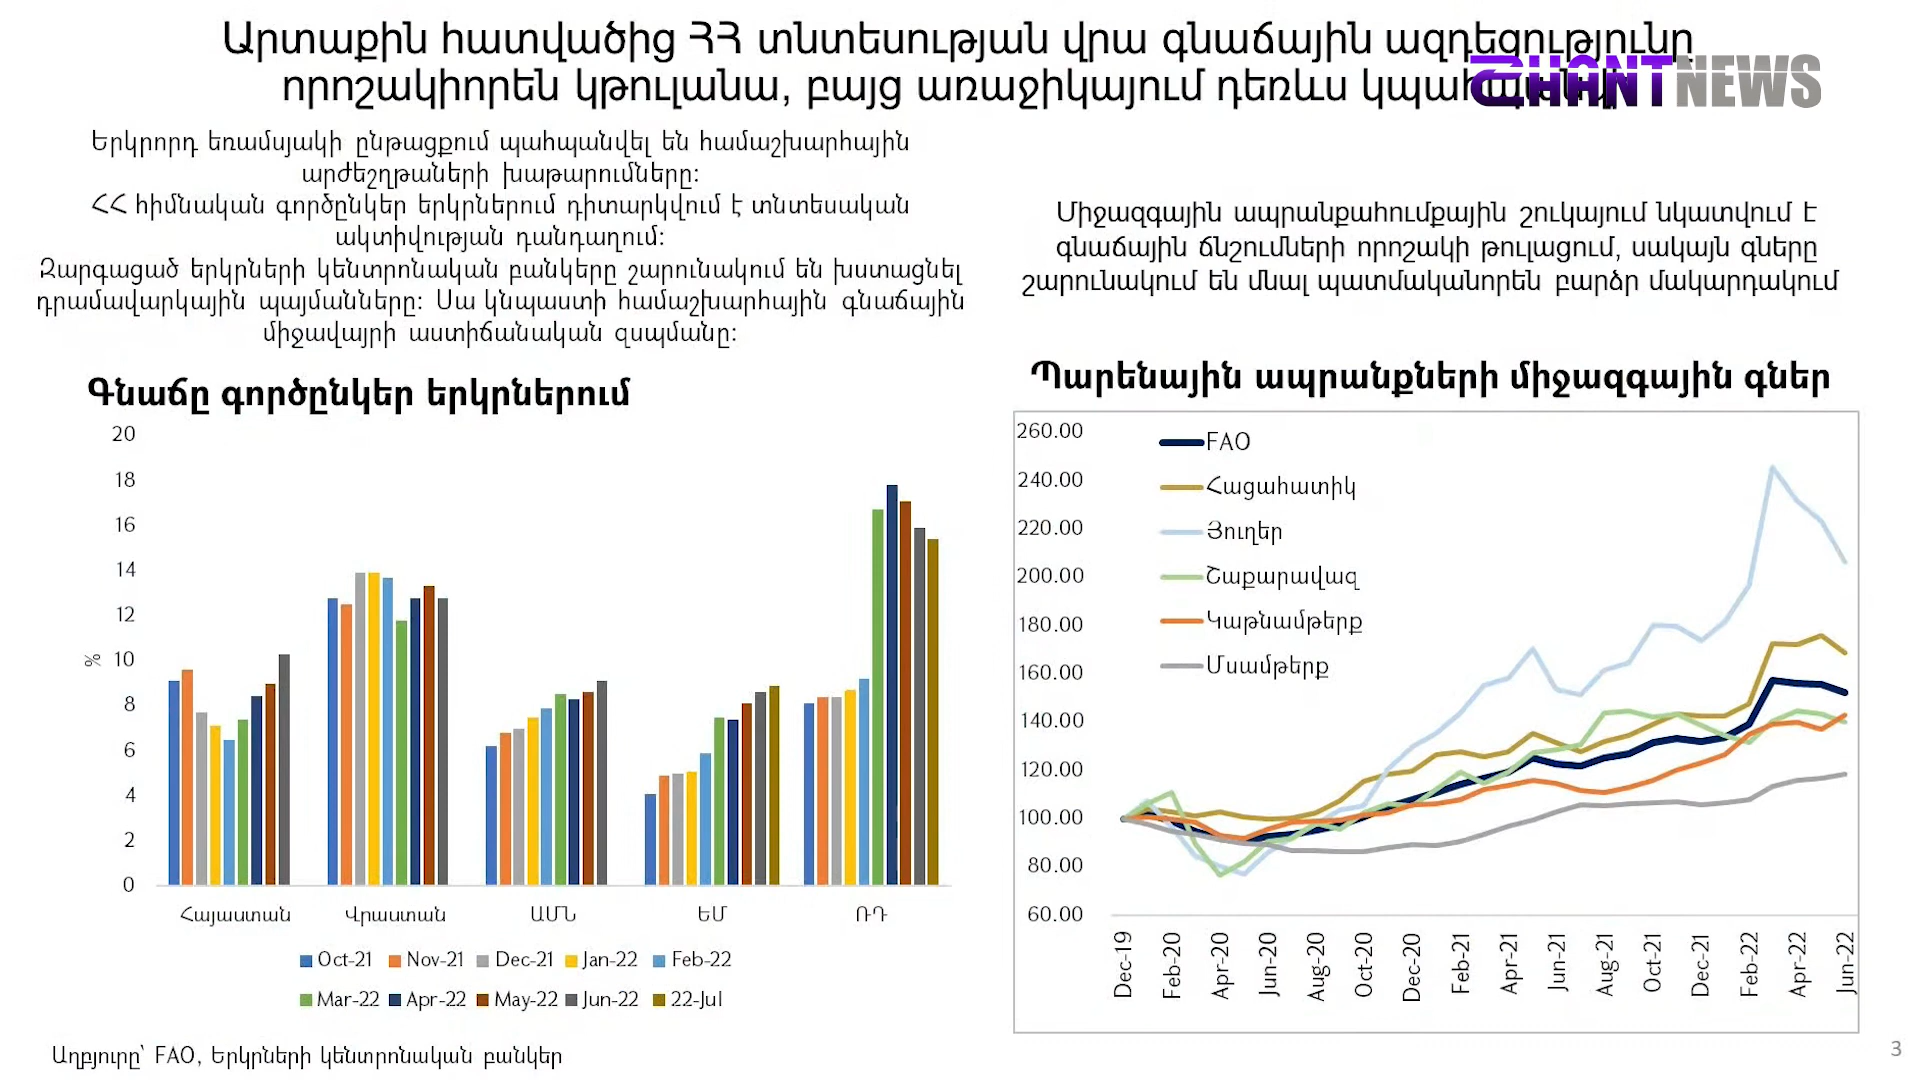 Արտաքին հատվածից ՀՀ տնտեսության վրա գնաճային ազդեցությունը
որոշակիորեն կթուլանա, բայց առաջիկայում դեռևս
SHANT NEWS
Երկրորդ եռամսյակի ընթացքում պահպանվել են համաշխարհային
արժեշղթաների խաթարումները:
ՀՀ հիմնական գործընկեր երկրներում դիտարկվում է տնտեսական
ակտիվության դանդաղում:
Զարգացած երկրների կենտրոնական բանկերը շարունակում են խստացնել
դրամավարկային պայմանները: Սա կնպաստի համաշխարհային գնաճային
միջավայրի աստիճանական զսպմանը:
Միջազգային ապրանքահումքային շուկայում նկատվում է
գնաճային ճնշումների որոշակի թուլացում, սակայն գները
շարունակում են մնալ պատմականորեն բարձր մակարդակում
Գնաճը գործընկեր երկրներում
20
18
16
14
12
10
8
6
4
2
0
%
Հայաստան Վրաստան ԱՄՆ ԵՄ ՌԴ
Oct-21 Nov-21 Dec-21 Jan-22 Feb-22
Mar-22 Apr-22 May-22 Jun-22 22-Jul
Պարենային ապրանքների միջազգային գներ
260.00
240.00
220.00
200.00
180.00
160.00
140.00
120.00
100.00
80.00
60.00
FAO
Հացահատիկ
Յուղեր
Շաքարավազ
Կաթնամթերք
Մսամթերք
Dec-19 Feb-20 Apr-20 Jun-20 Aug-20 Oct-20 Dec-20 Feb-21 Apr-21 Jun-21 Aug-21 Oct-21 Dec-21 Feb-22 Apr-22 Jun-22
Աղբյուրը՝ FAO, Երկրների կենտրոնական բանկեր
3